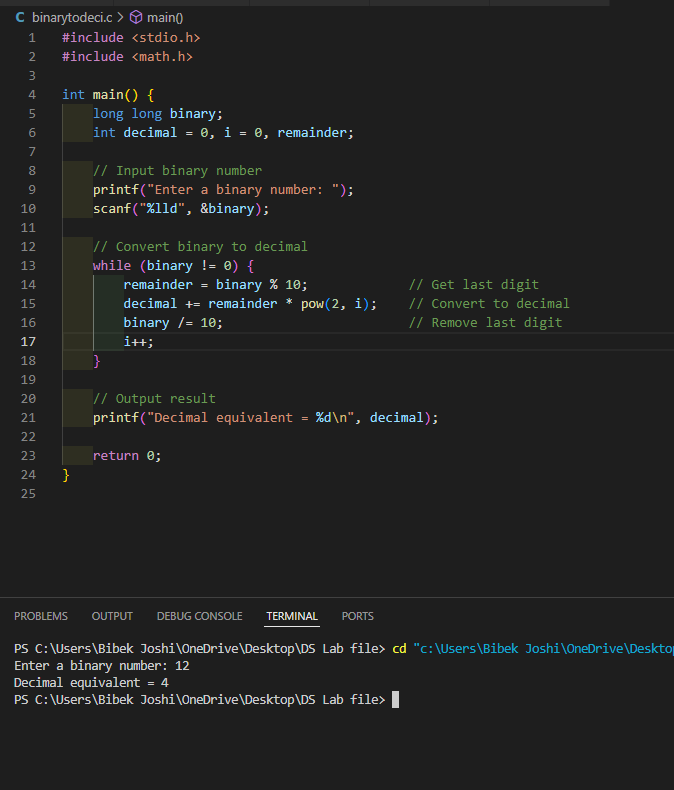 C binarytodeci.c > main()
1 #include <stdio.h>
2 #include <math.h>
3
4 int main() {
5     long long binary;
6     int decimal = 0, i = 0, remainder;
7
8     // Input binary number
9     printf("Enter a binary number: ");
10     scanf("%lld", &binary);
11
12     // Convert binary to decimal
13     while (binary != 0) {
14         remainder = binary % 10;             // Get last digit
15         decimal += remainder * pow(2, i);    // Convert to decimal
16         binary /= 10;                        // Remove last digit
17         i++;
18     }
19
20     // Output result
21     printf("Decimal equivalent = %d\n", decimal);
22
23     return 0;
24 }
25
PROBLEMS OUTPUT DEBUG CONSOLE TERMINAL PORTS
PS C:\Users\Bibek Joshi\OneDrive\Desktop\DS Lab file> cd "c:\Users\Bibek Joshi\OneDrive\Deskto
Enter a binary number: 12
Decimal equivalent = 4
PS C:\Users\Bibek Joshi\OneDrive\Desktop\DS Lab file>